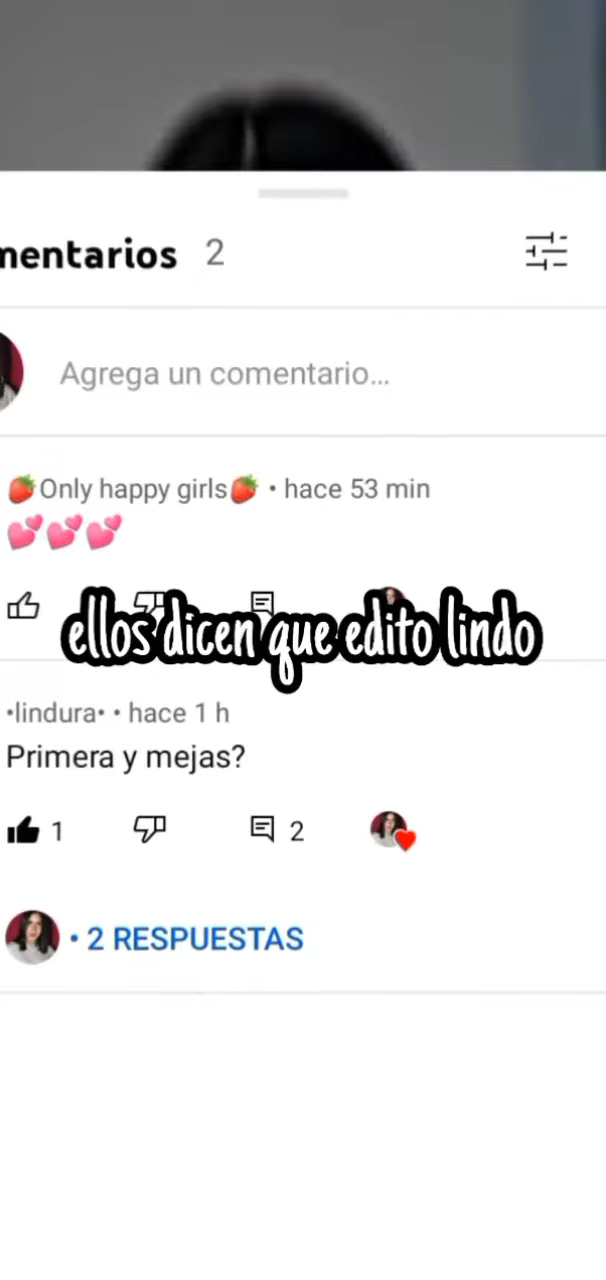 mentarios 2
Agrega un comentario...
🍓Only happy girls🍓 • hace 53 min
💕💕💕
ellos dicen que edito lindo
•lindura• • hace 1 h
Primera y mejas?
1 2
• 2 RESPUESTAS